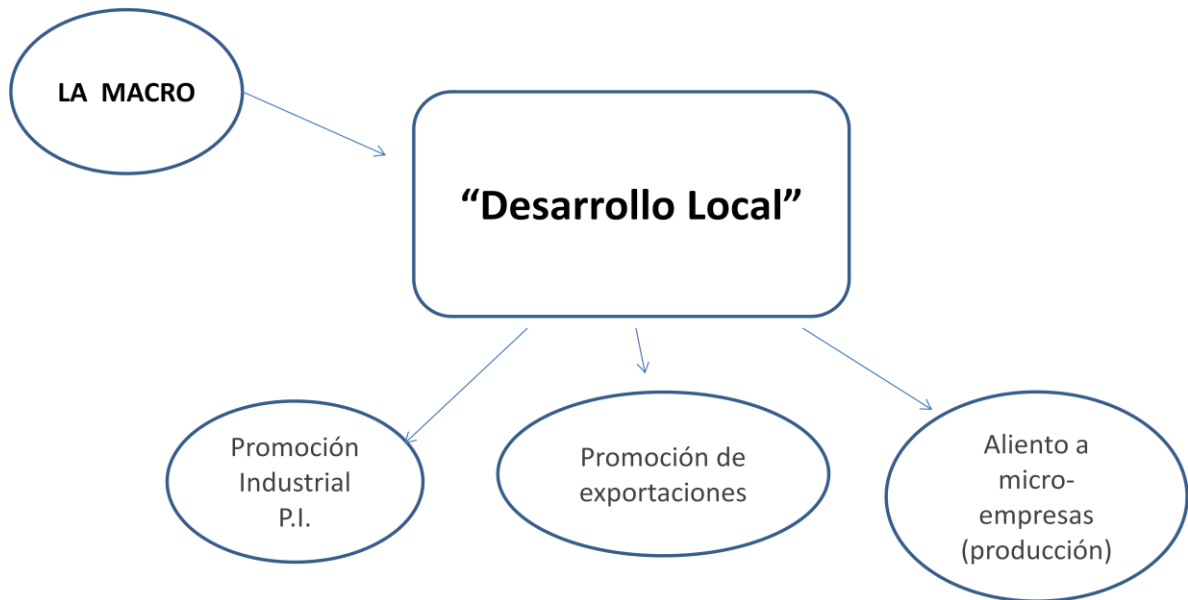 LA  MACRO
“Desarrollo Local”
Promoción
Industrial
P.I.
Promoción de
exportaciones
Aliento a
micro-
empresas
(producción)